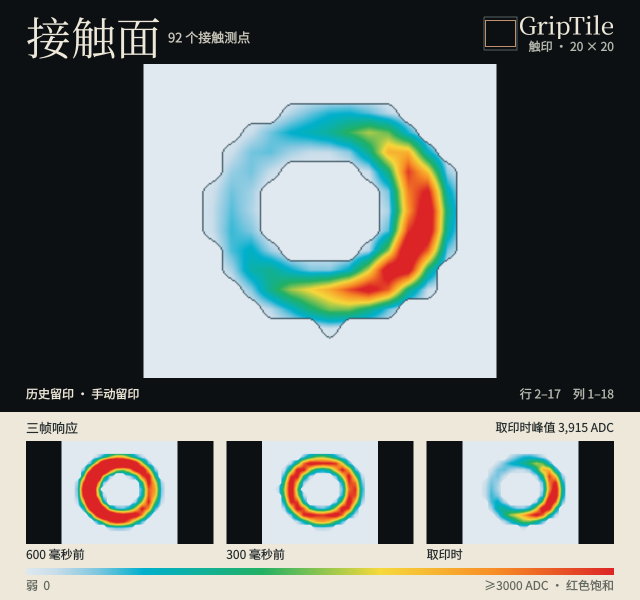 接触面
92 个接触测点
GripTile
触印 · 20 × 20
历史留印 · 手动留印
行 2–17 列 1–18
三帧响应
取印时峰值 3,915 ADC
600 毫秒前
300 毫秒前
取印时
弱 0
≥3000 ADC · 红色饱和